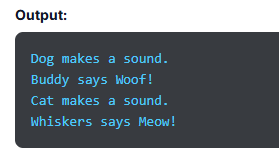 Output:
Dog makes a sound.
Buddy says Woof!
Cat makes a sound.
Whiskers says Meow!